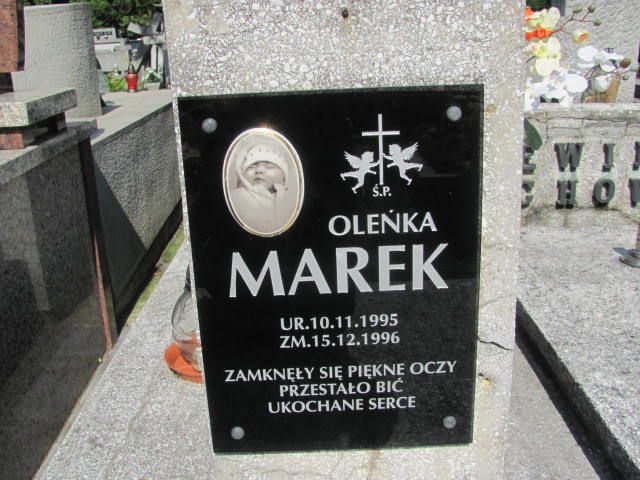 Ś.P.
OLEŃKA
MAREK
UR.10.11.1995
ZM.15.12.1996
ZAMKNĘŁY SIĘ PIĘKNE OCZY
PRZESTAŁO BIĆ
UKOCHANE SERCE